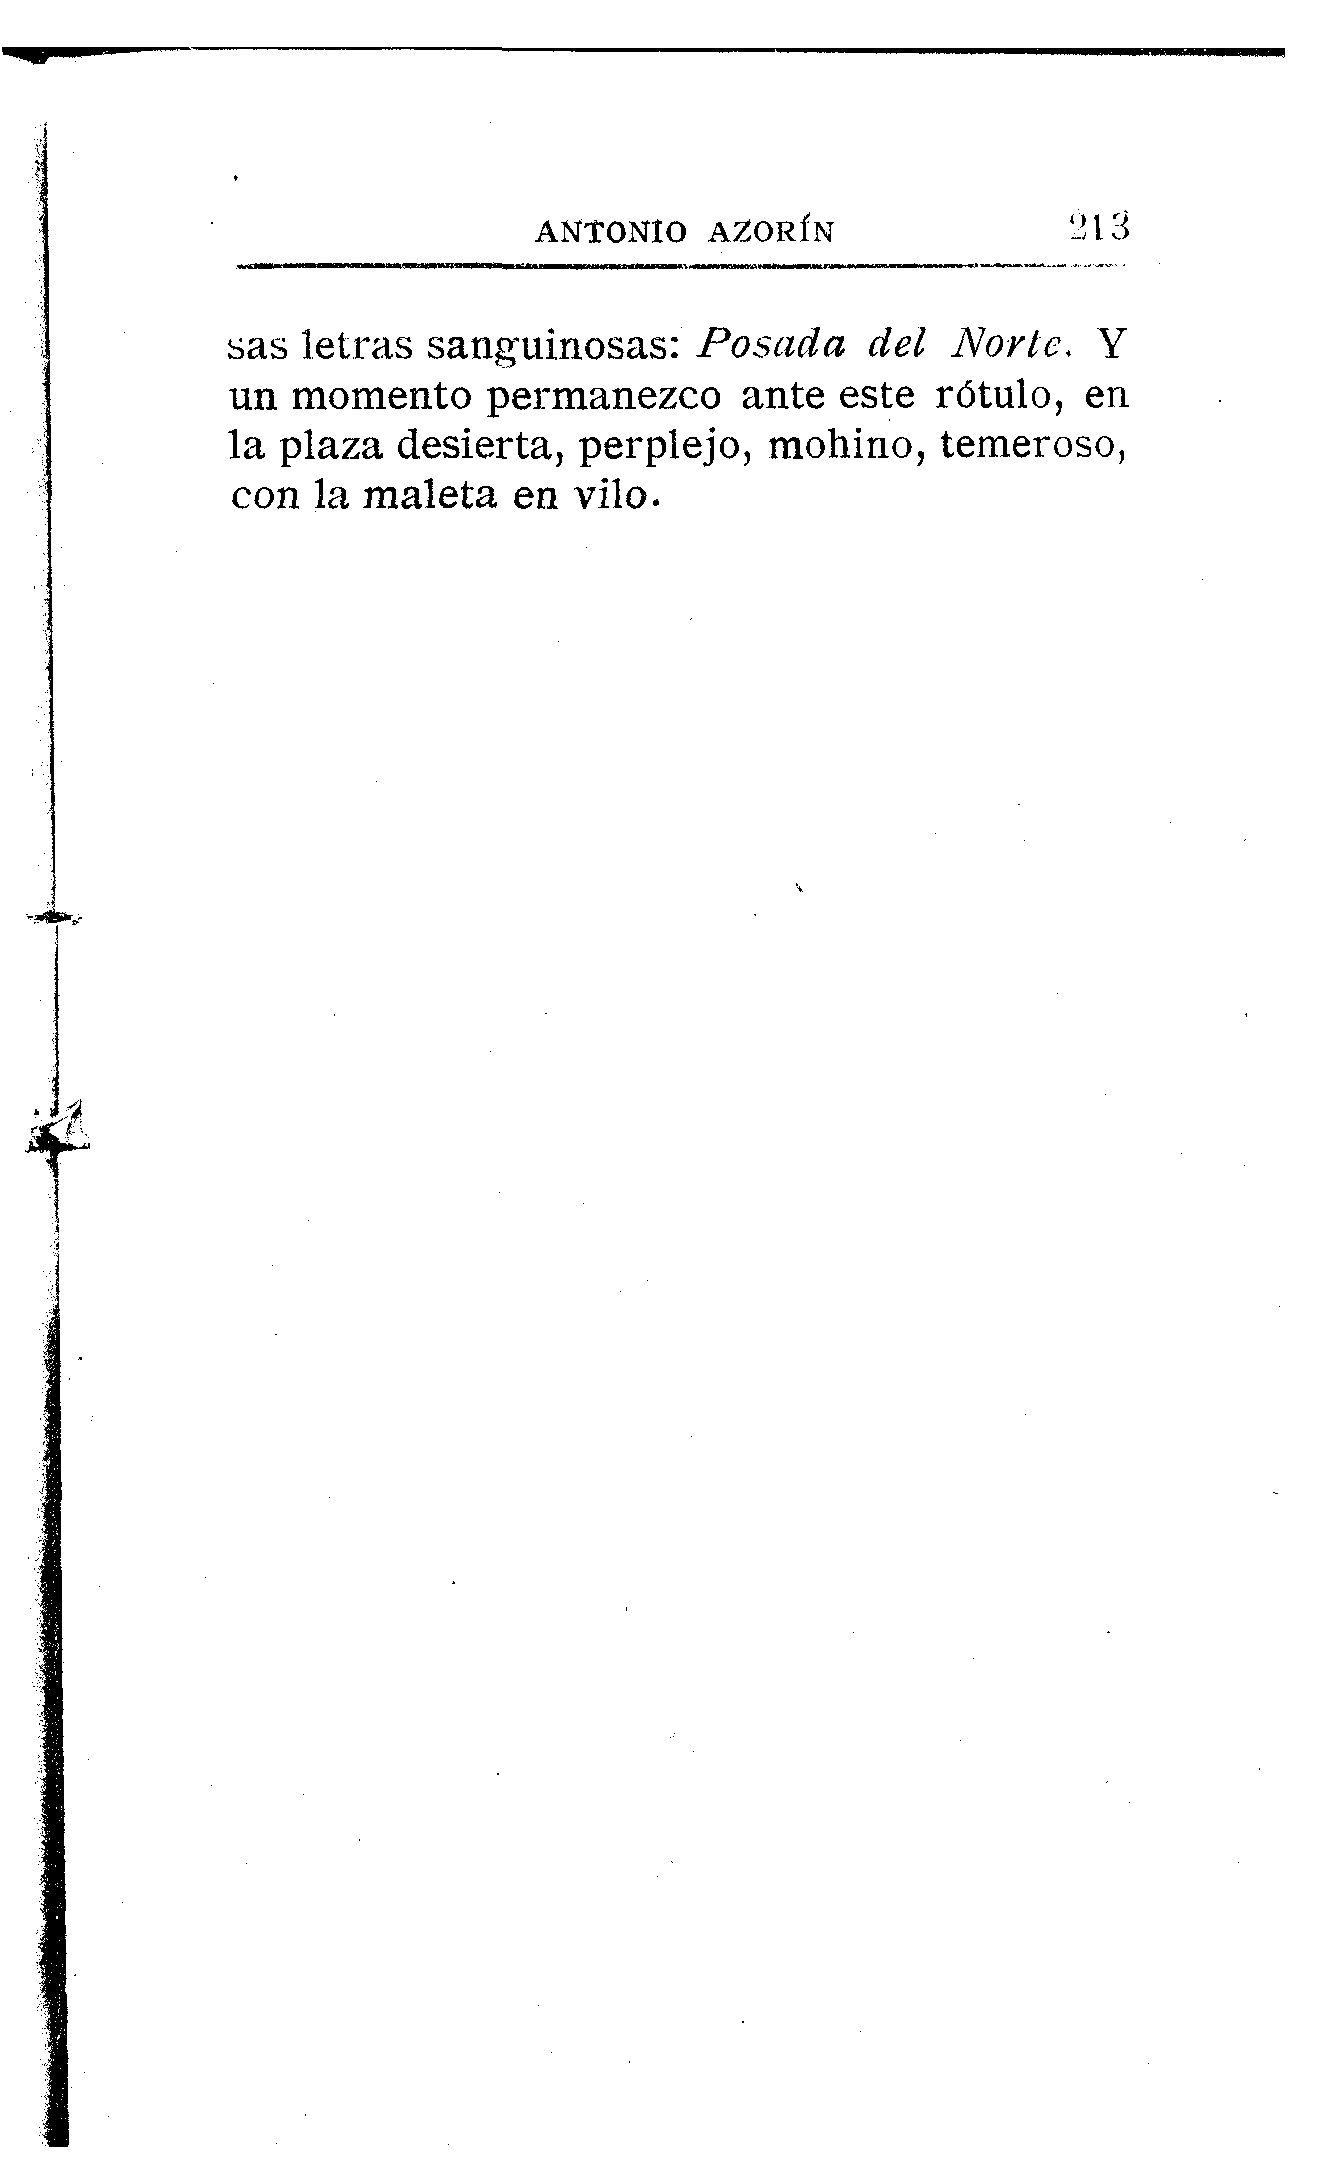 ANTONIO AZORÍN 213
sas letras sanguinosas: Posada del Norte. Y
un momento permanezco ante este rótulo, en
la plaza desierta, perplejo, mohino, temeroso,
con la maleta en vilo.